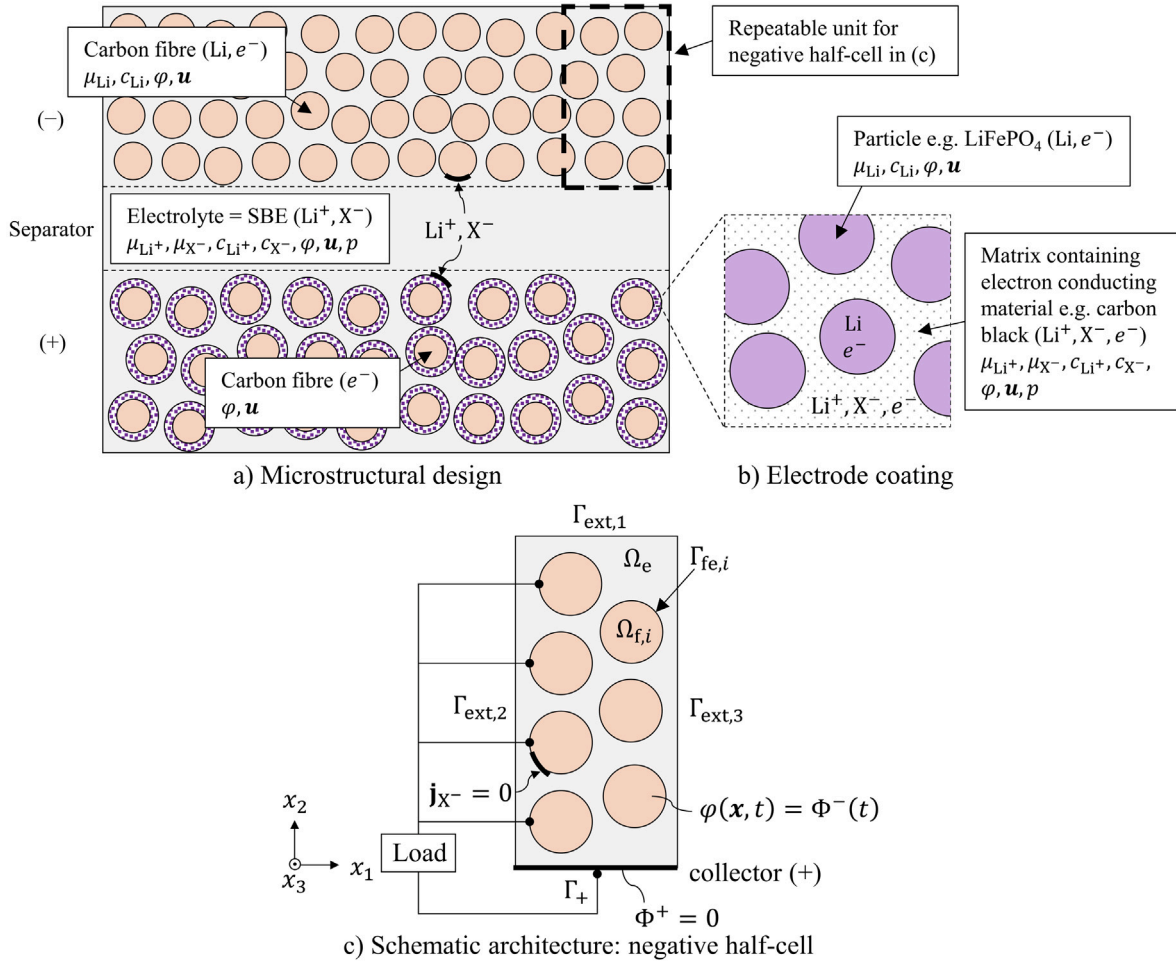 Carbon fibre (Li, e⁻)
μ_Li, c_Li, φ, u
Repeatable unit for
negative half-cell in (c)
(−)
Particle e.g. LiFePO₄ (Li, e⁻)
μ_Li, c_Li, φ, u
Separator
Electrolyte = SBE (Li⁺, X⁻)
μ_Li⁺, μ_X⁻, c_Li⁺, c_X⁻, φ, u, p
Li⁺, X⁻
Matrix containing
electron conducting
material e.g. carbon
black (Li⁺, X⁻, e⁻)
μ_Li⁺, μ_X⁻, c_Li⁺, c_X⁻,
φ, u, p
(+)
Carbon fibre (e⁻)
φ, u
Li
e⁻
Li⁺, X⁻, e⁻
a) Microstructural design
b) Electrode coating
Γ_ext,1
Ω_e
Γ_fe,i
Ω_f,i
Γ_ext,2
Γ_ext,3
j_X⁻ = 0
φ(x, t) = Φ⁻(t)
x₂
x₁
x₃
Load
collector (+)
Γ₊
Φ⁺ = 0
c) Schematic architecture: negative half-cell